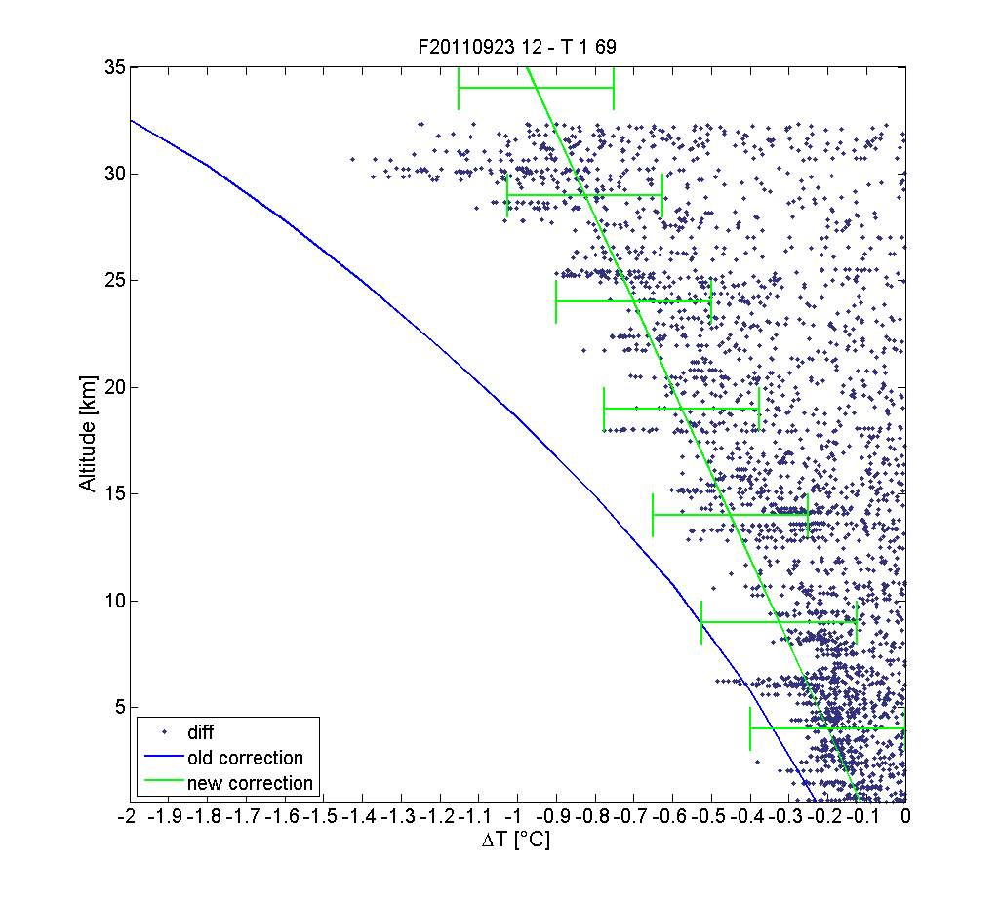 F20110923 12 - T 1 69
35
30
25
20
15
10
5
Altitude [km]
diff
old correction
new correction
-2 -1.9 -1.8 -1.7 -1.6 -1.5 -1.4 -1.3 -1.2 -1.1 -1 -0.9 -0.8 -0.7 -0.6 -0.5 -0.4 -0.3 -0.2 -0.1 0
ΔT [°C]